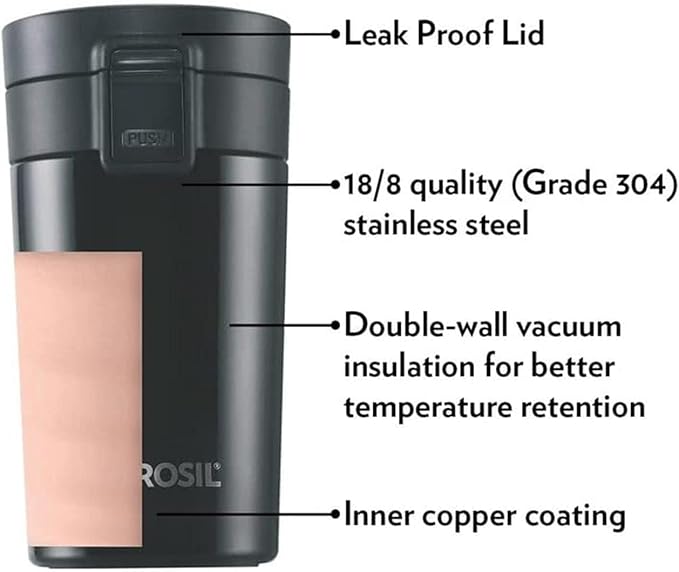 Leak Proof Lid
PUSH
18/8 quality (Grade 304)
stainless steel
Double-wall vacuum
insulation for better
temperature retention
ROSIL®
Inner copper coating